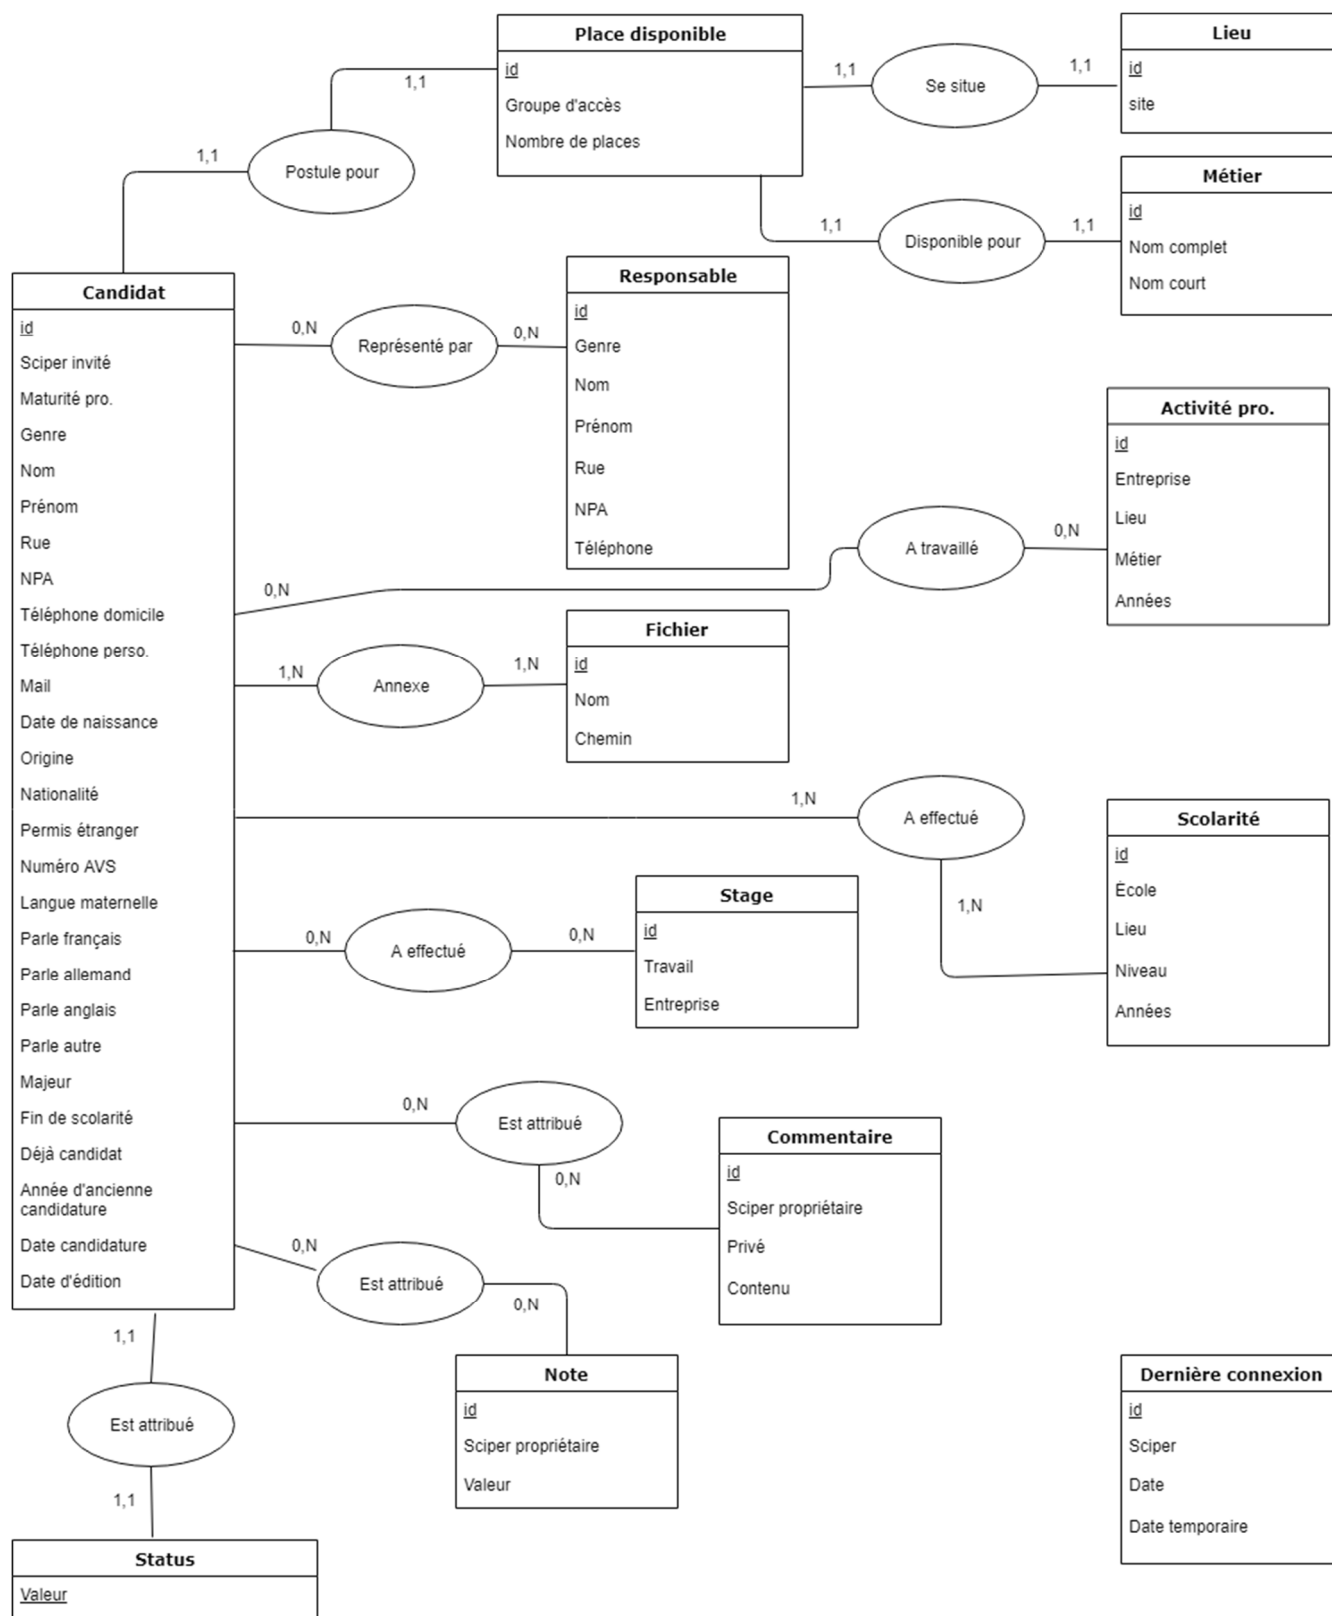 Place disponible
id
Groupe d'accès
Nombre de places
1,1
Se situe
1,1
Lieu
id
site
1,1
Postule pour
1,1
1,1
Disponible pour
1,1
Métier
id
Nom complet
Nom court
Candidat
id
Sciper invité
Maturité pro.
Genre
Nom
Prénom
Rue
NPA
Téléphone domicile
Téléphone perso.
Mail
Date de naissance
Origine
Nationalité
Permis étranger
Numéro AVS
Langue maternelle
Parle français
Parle allemand
Parle anglais
Parle autre
Majeur
Fin de scolarité
Déjà candidat
Année d'ancienne
candidature
Date candidature
Date d'édition
0,N
Représenté par
0,N
Responsable
id
Genre
Nom
Prénom
Rue
NPA
Téléphone
0,N
A travaillé
0,N
Activité pro.
id
Entreprise
Lieu
Métier
Années
1,N
Annexe
1,N
Fichier
id
Nom
Chemin
1,N
A effectué
1,N
Scolarité
id
École
Lieu
Niveau
Années
0,N
A effectué
0,N
Stage
id
Travail
Entreprise
0,N
Est attribué
0,N
Commentaire
id
Sciper propriétaire
Privé
Contenu
0,N
Est attribué
0,N
Note
id
Sciper propriétaire
Valeur
1,1
Est attribué
1,1
Status
Valeur
Dernière connexion
id
Sciper
Date
Date temporaire